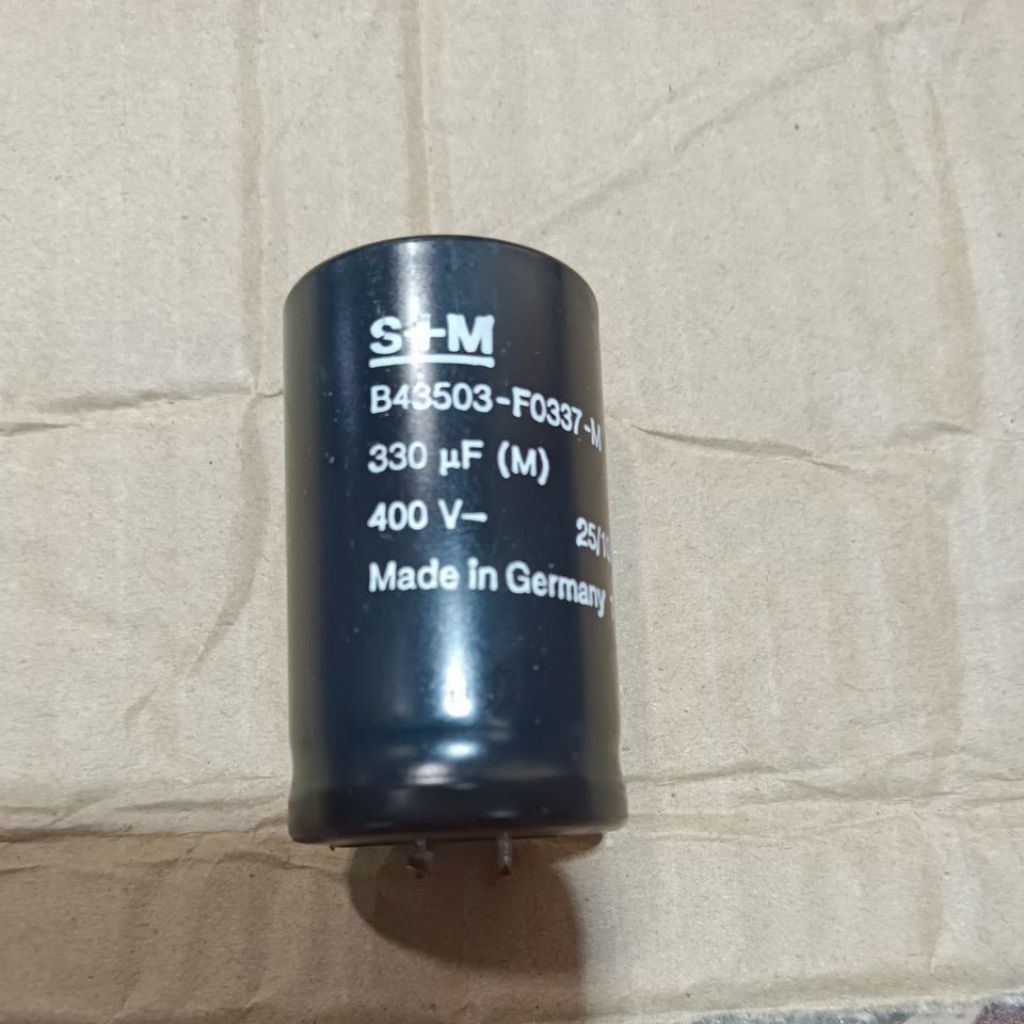 S+M
B43503-F0337-M
330 µF (M)
400 V–
Made in Germany